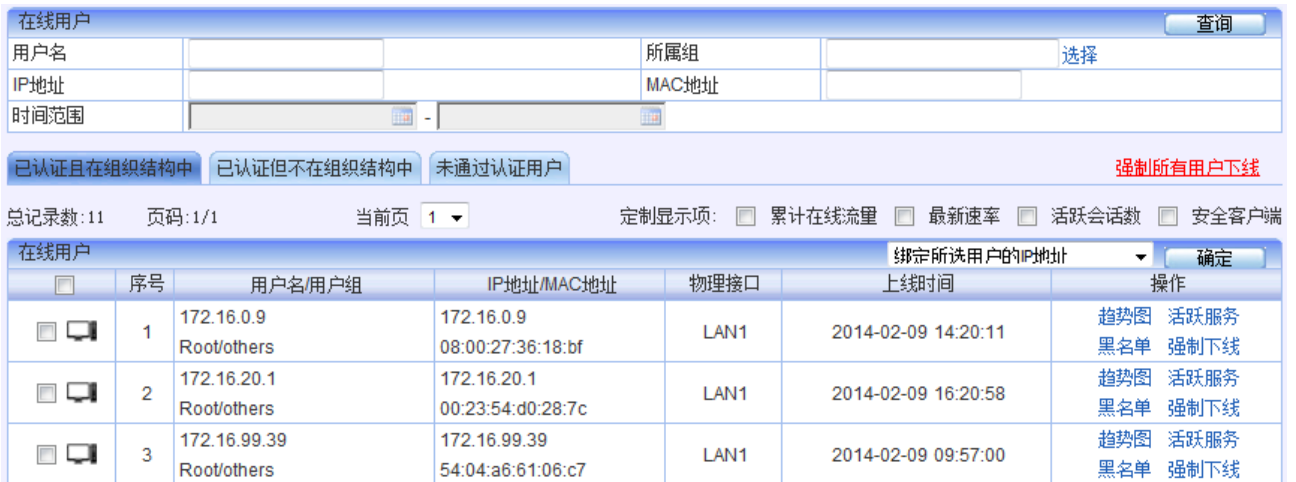 在线用户 查询
用户名 所属组 选择
IP地址 MAC地址
时间范围 -
已认证且在组织结构中 已认证但不在组织结构中 未通过认证用户 强制所有用户下线
总记录数:11 页码:1/1 当前页 1 定制显示项: 累计在线流量 最新速率 活跃会话数 安全客户端
在线用户 绑定所选用户的IP地址 确定
序号 用户名/用户组 IP地址/MAC地址 物理接口 上线时间 操作
172.16.0.9 172.16.0.9 趋势图 活跃服务
1 LAN1 2014-02-09 14:20:11
Root/others 08:00:27:36:18:bf 黑名单 强制下线
172.16.20.1 172.16.20.1 趋势图 活跃服务
2 LAN1 2014-02-09 16:20:58
Root/others 00:23:54:d0:28:7c 黑名单 强制下线
172.16.99.39 172.16.99.39 趋势图 活跃服务
3 LAN1 2014-02-09 09:57:00
Root/others 54:04:a6:61:06:c7 黑名单 强制下线